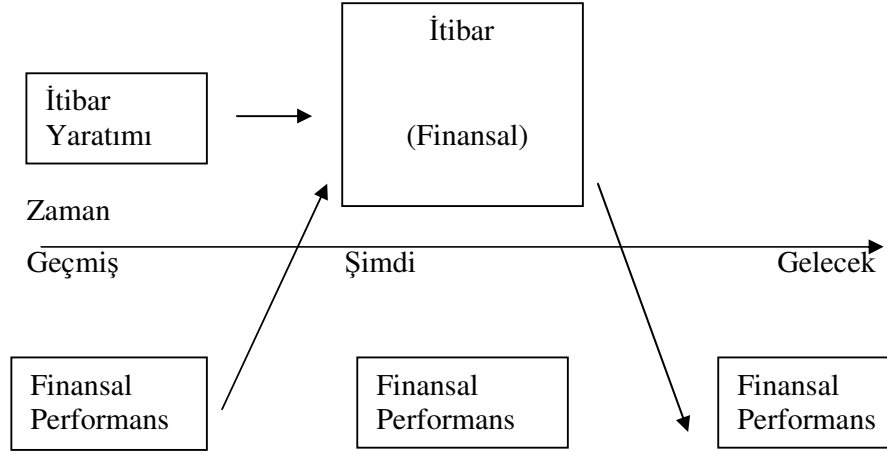 İtibar
(Finansal)
İtibar
Yaratımı
Zaman
Geçmiş Şimdi Gelecek
Finansal
Performans
Finansal
Performans
Finansal
Performans